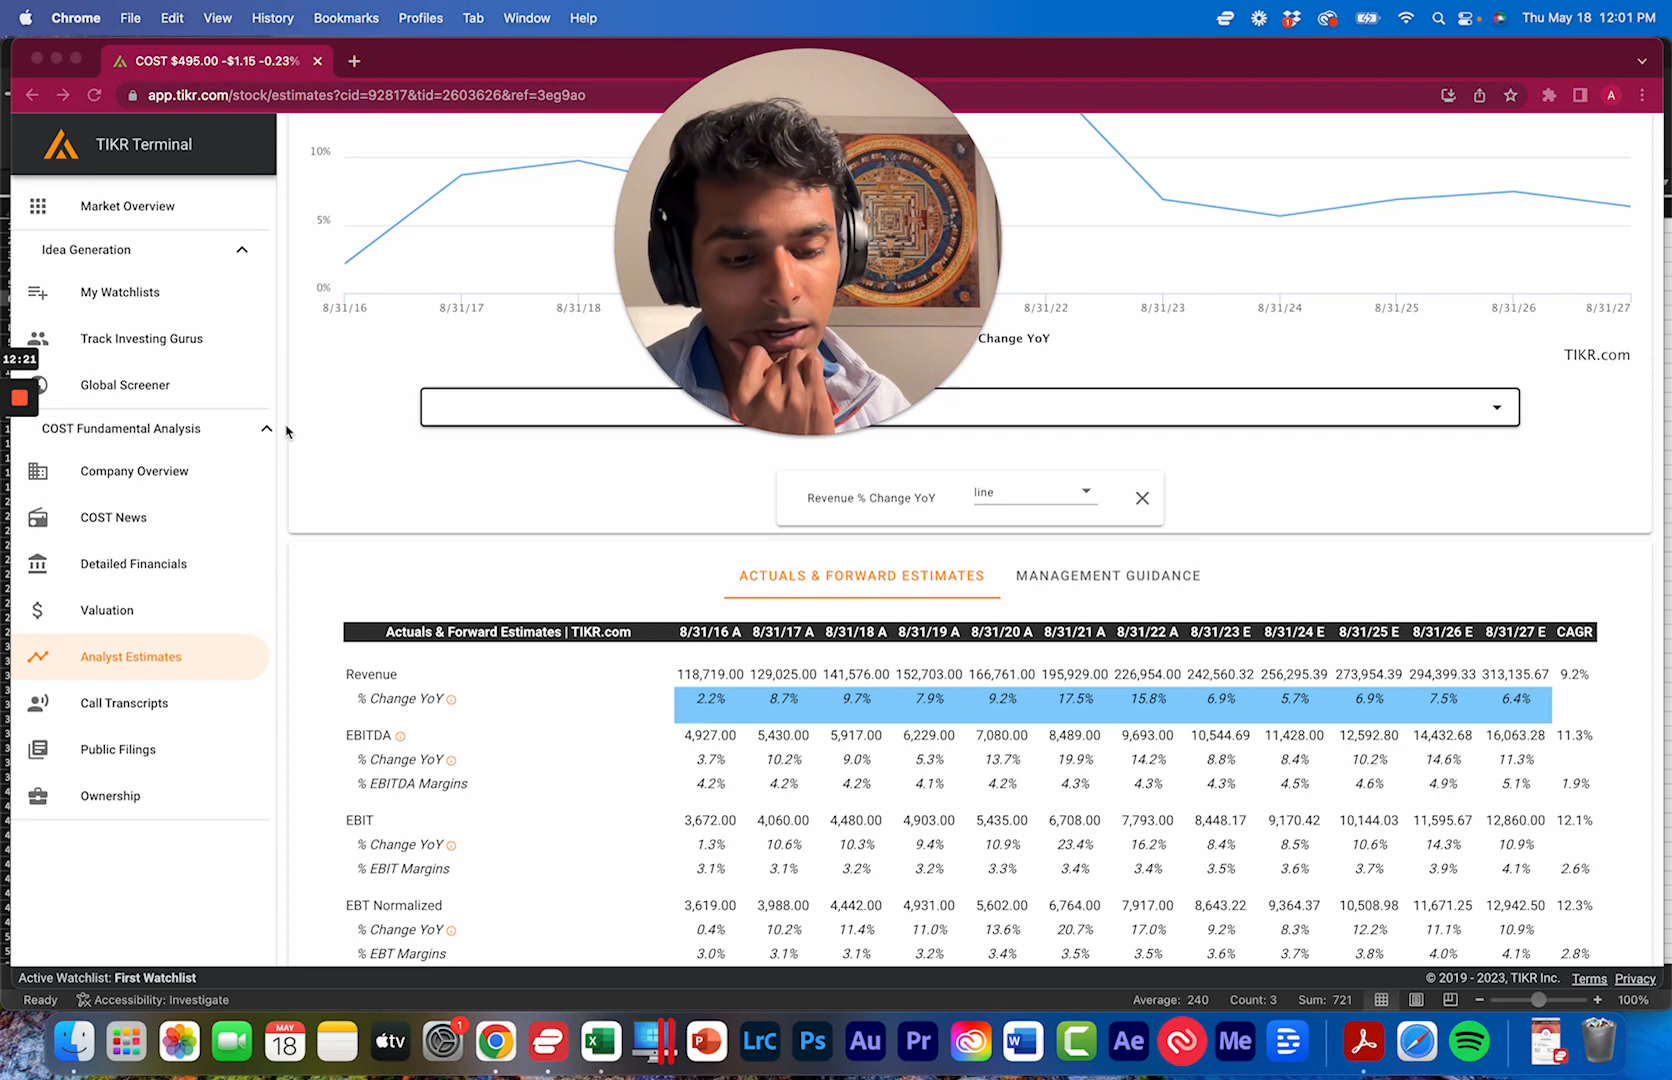 Chrome File Edit View History Bookmarks Profiles Tab Window Help Thu May 18 12:01 PM
COST $495.00 -$1.15 -0.23%
app.tikr.com/stock/estimates?cid=92817&tid=2603626&ref=3eg9ao
A
TIKR Terminal
Market Overview
Idea Generation
My Watchlists
Track Investing Gurus
12:21
Global Screener
COST Fundamental Analysis
Company Overview
COST News
Detailed Financials
Valuation
Analyst Estimates
Call Transcripts
Public Filings
Ownership
10%
5%
0%
8/31/16 8/31/17 8/31/18 8/31/22 8/31/23 8/31/24 8/31/25 8/31/26 8/31/27
Change YoY
TIKR.com
Revenue % Change YoY line
ACTUALS & FORWARD ESTIMATES MANAGEMENT GUIDANCE
Actuals & Forward Estimates | TIKR.com 8/31/16 A 8/31/17 A 8/31/18 A 8/31/19 A 8/31/20 A 8/31/21 A 8/31/22 A 8/31/23 E 8/31/24 E 8/31/25 E 8/31/26 E 8/31/27 E CAGR
Revenue 118,719.00 129,025.00 141,576.00 152,703.00 166,761.00 195,929.00 226,954.00 242,560.32 256,295.39 273,954.39 294,399.33 313,135.67 9.2%
% Change YoY 2.2% 8.7% 9.7% 7.9% 9.2% 17.5% 15.8% 6.9% 5.7% 6.9% 7.5% 6.4%
EBITDA 4,927.00 5,430.00 5,917.00 6,229.00 7,080.00 8,489.00 9,693.00 10,544.69 11,428.00 12,592.80 14,432.68 16,063.28 11.3%
% Change YoY 3.7% 10.2% 9.0% 5.3% 13.7% 19.9% 14.2% 8.8% 8.4% 10.2% 14.6% 11.3%
% EBITDA Margins 4.2% 4.2% 4.2% 4.1% 4.2% 4.3% 4.3% 4.3% 4.5% 4.6% 4.9% 5.1% 1.9%
EBIT 3,672.00 4,060.00 4,480.00 4,903.00 5,435.00 6,708.00 7,793.00 8,448.17 9,170.42 10,144.03 11,595.67 12,860.00 12.1%
% Change YoY 1.3% 10.6% 10.3% 9.4% 10.9% 23.4% 16.2% 8.4% 8.5% 10.6% 14.3% 10.9%
% EBIT Margins 3.1% 3.1% 3.2% 3.2% 3.3% 3.4% 3.4% 3.5% 3.6% 3.7% 3.9% 4.1% 2.6%
EBT Normalized 3,619.00 3,988.00 4,442.00 4,931.00 5,602.00 6,764.00 7,917.00 8,643.22 9,364.37 10,508.98 11,671.25 12,942.50 12.3%
% Change YoY 0.4% 10.2% 11.4% 11.0% 13.6% 20.7% 17.0% 9.2% 8.3% 12.2% 11.1% 10.9%
% EBT Margins 3.0% 3.1% 3.1% 3.2% 3.4% 3.5% 3.5% 3.6% 3.7% 3.8% 4.0% 4.1% 2.8%
Active Watchlist: First Watchlist © 2019 - 2023, TIKR Inc. Terms Privacy
Ready Accessibility: Investigate Average: 240 Count: 3 Sum: 721 100%
MAY
18
tv
1
LrC Ps Au Pr Ae Me